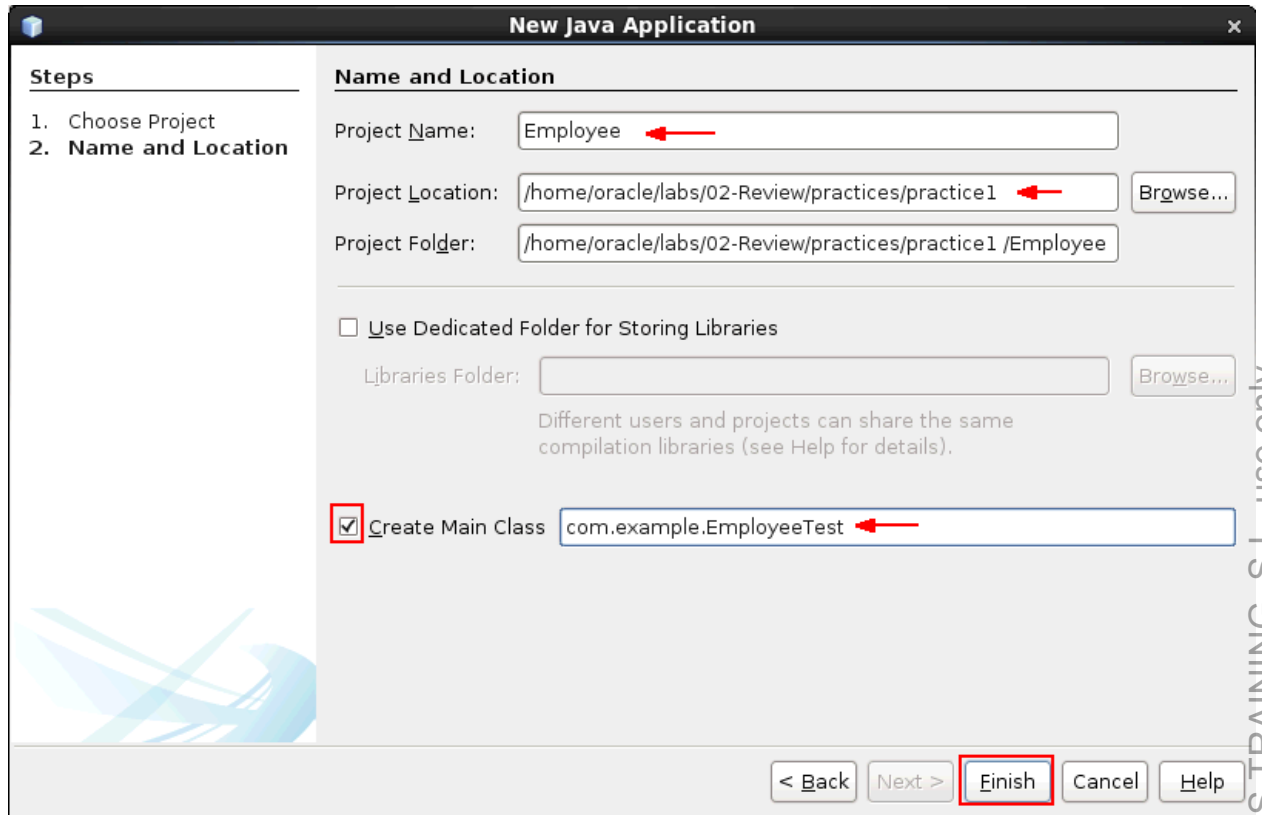 New Java Application
Steps
1. Choose Project
2. Name and Location
Name and Location
Project Name: Employee
Project Location: /home/oracle/labs/02-Review/practices/practice1 Browse...
Project Folder: /home/oracle/labs/02-Review/practices/practice1 /Employee
Use Dedicated Folder for Storing Libraries
Libraries Folder: Browse...
Different users and projects can share the same
compilation libraries (see Help for details).
Create Main Class com.example.EmployeeTest
< Back Next > Finish Cancel Help